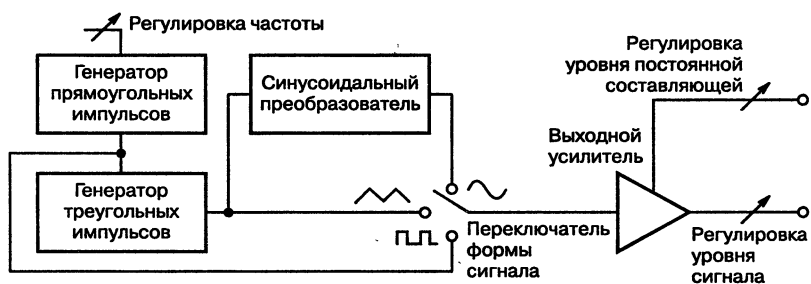 Регулировка частоты
Генератор
прямоугольных
импульсов
Синусоидальный
преобразователь
Регулировка
уровня постоянной
составляющей
Выходной
усилитель
Генератор
треугольных
импульсов
Переключатель
формы
сигнала
Регулировка
уровня
сигнала